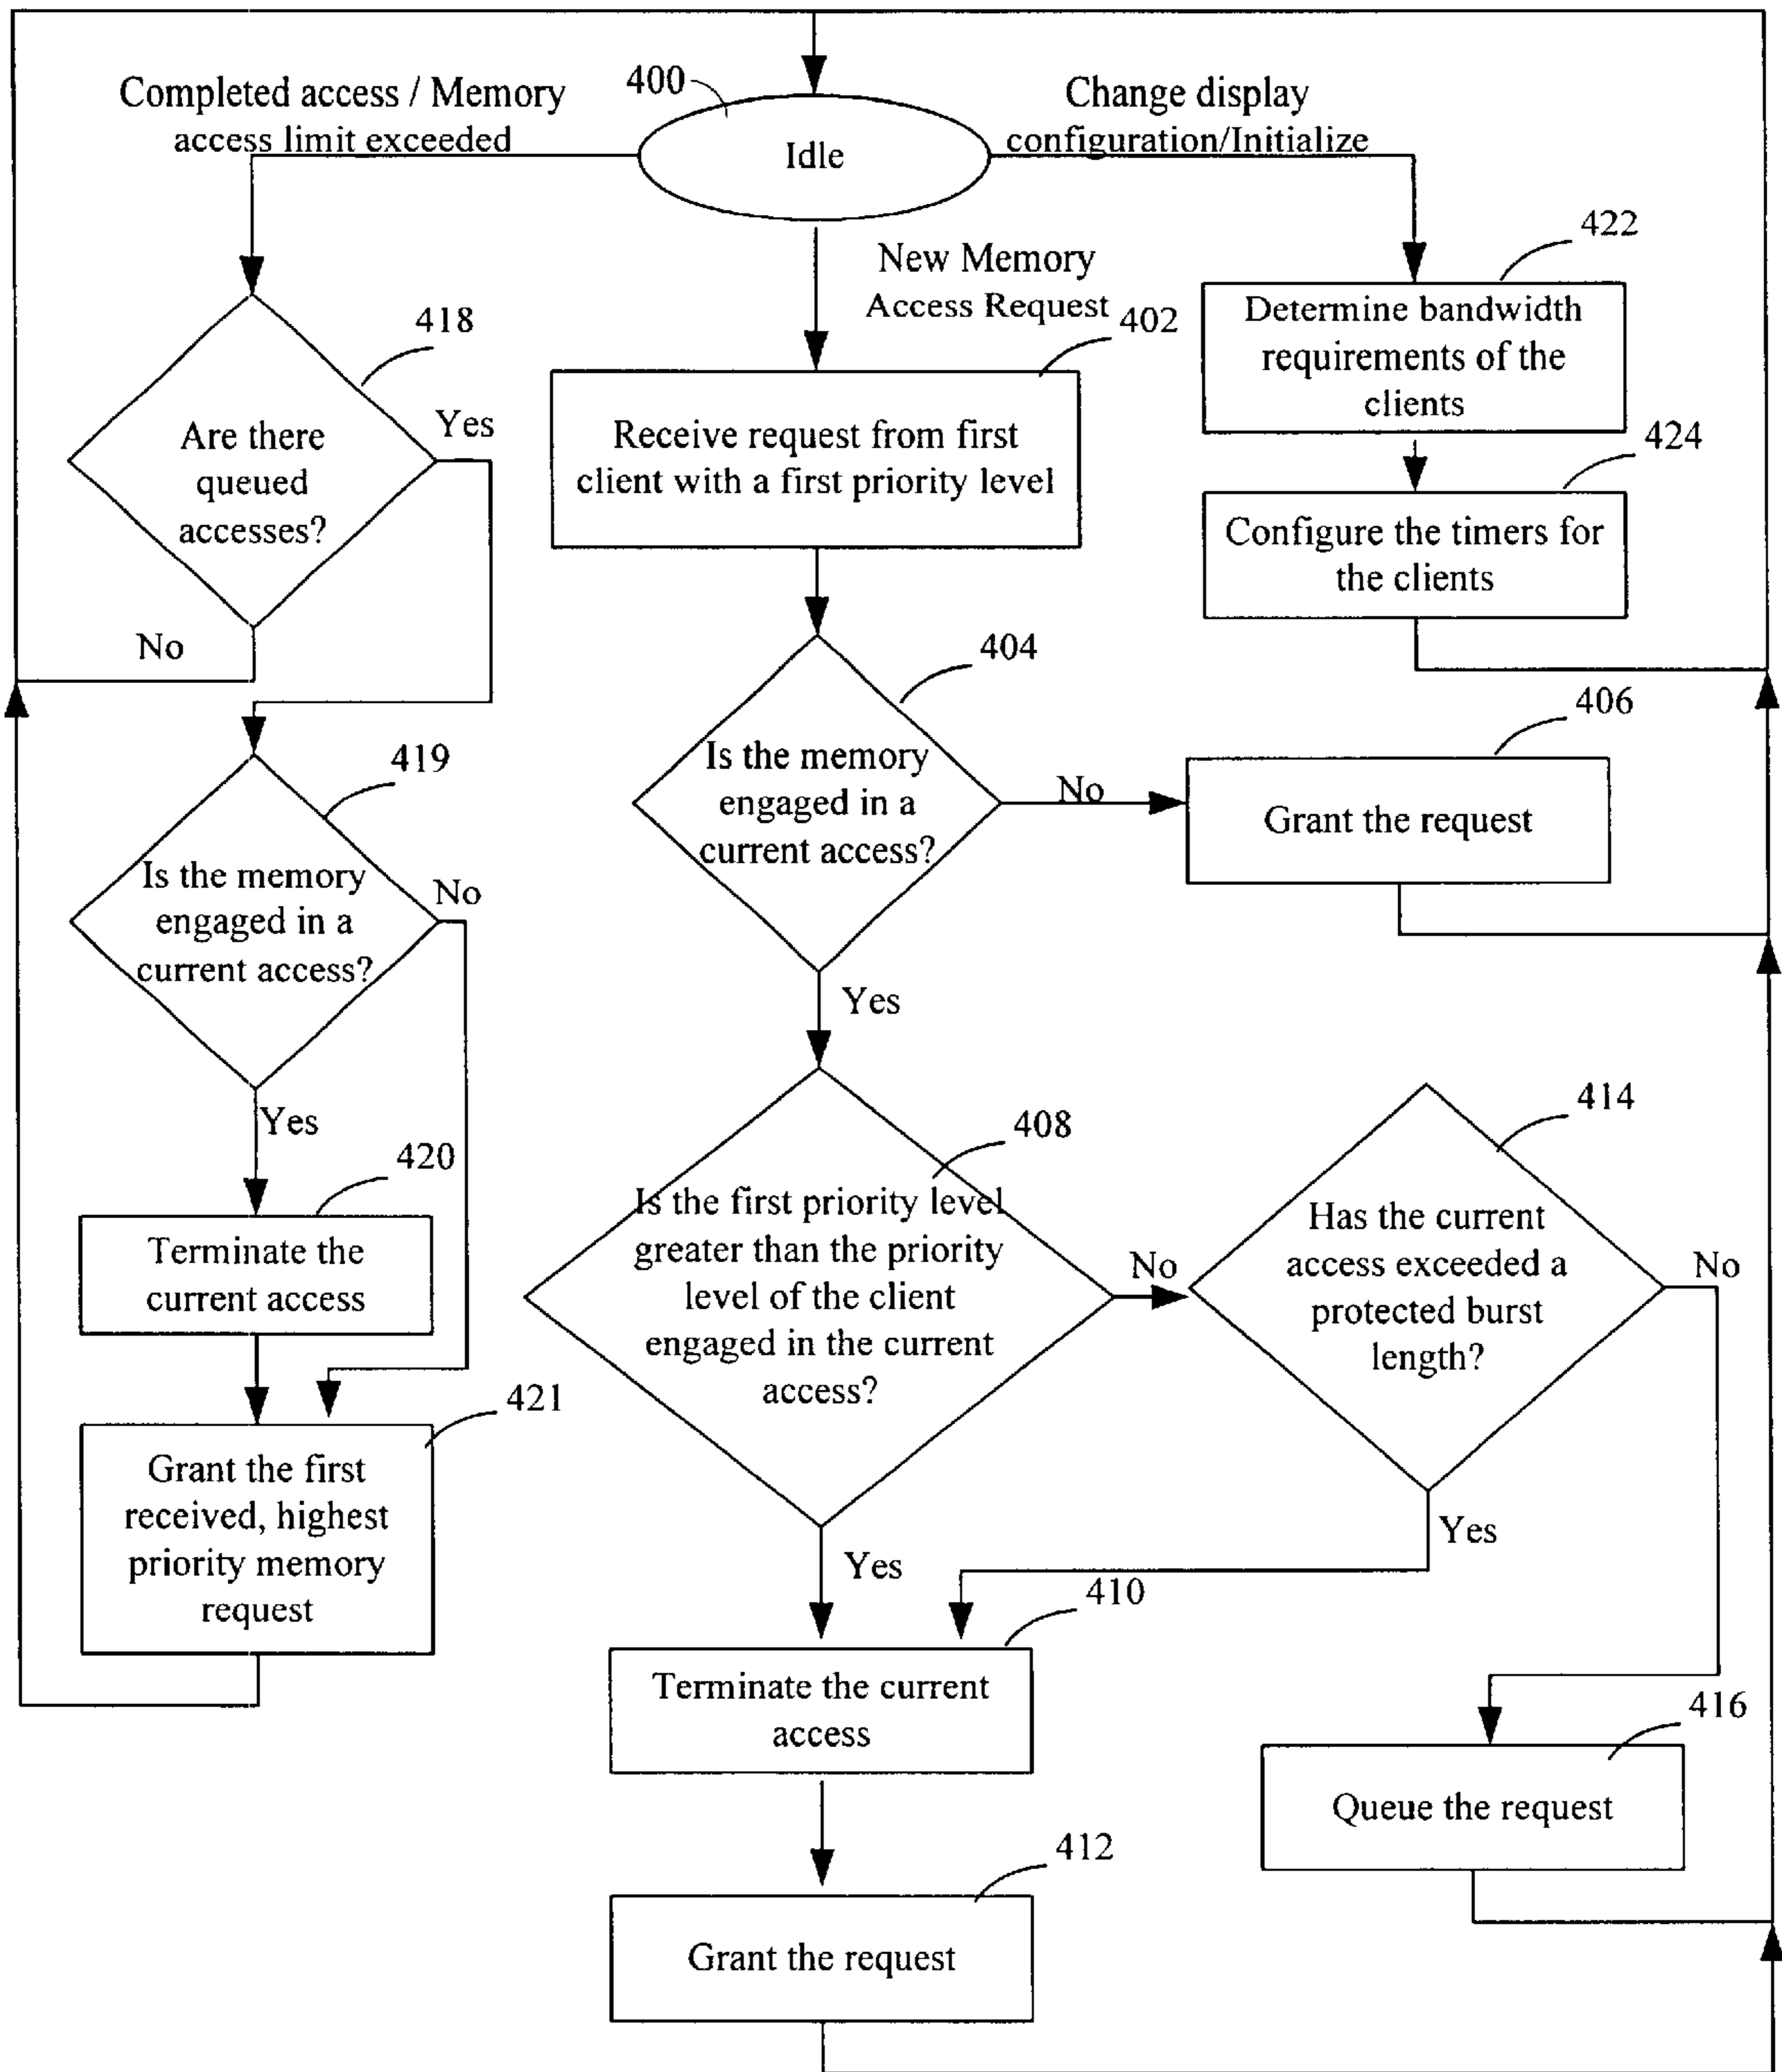 Completed access / Memory
access limit exceeded
400
Idle
Change display
configuration/Initialize
New Memory
Access Request
422
Determine bandwidth
requirements of the
clients
418
Are there
queued
accesses?
Yes
No
402
Receive request from first
client with a first priority level
424
Configure the timers for
the clients
404
Is the memory
engaged in a
current access?
No
Yes
406
Grant the request
419
Is the memory
engaged in a
current access?
No
Yes
408
Is the first priority level
greater than the priority
level of the client
engaged in the current
access?
No
Yes
414
Has the current
access exceeded a
protected burst
length?
No
Yes
420
Terminate the
current access
421
Grant the first
received, highest
priority memory
request
410
Terminate the current
access
416
Queue the request
412
Grant the request